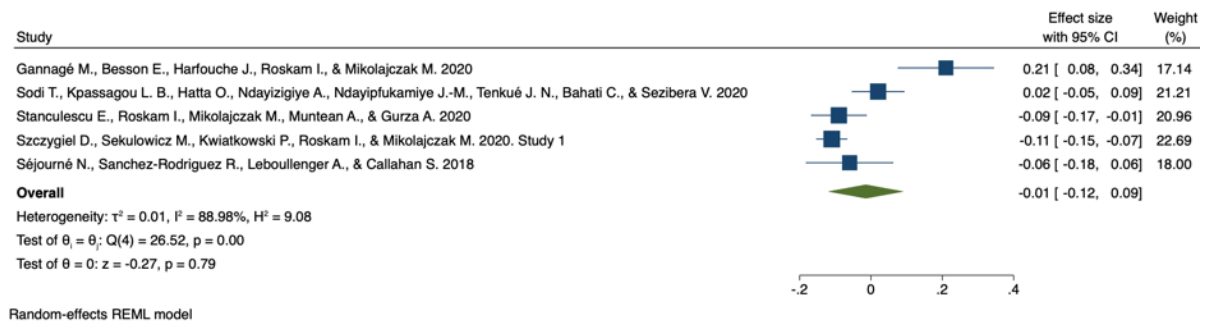 Effect size Weight
Study with 95% CI (%)
Gannagé M., Besson E., Harfouche J., Roskam I., & Mikolajczak M. 2020 0.21 [ 0.08, 0.34] 17.14
Sodi T., Kpassagou L. B., Hatta O., Ndayizigiye A., Ndayipfukamiye J.-M., Tenkué J. N., Bahati C., & Sezibera V. 2020 0.02 [ -0.05, 0.09] 21.21
Stanculescu E., Roskam I., Mikolajczak M., Muntean A., & Gurza A. 2020 -0.09 [ -0.17, -0.01] 20.96
Szczygiel D., Sekulowicz M., Kwiatkowski P., Roskam I., & Mikolajczak M. 2020. Study 1 -0.11 [ -0.15, -0.07] 22.69
Séjourné N., Sanchez-Rodriguez R., Leboullenger A., & Callahan S. 2018 -0.06 [ -0.18, 0.06] 18.00
Overall -0.01 [ -0.12, 0.09]
Heterogeneity: τ² = 0.01, I² = 88.98%, H² = 9.08
Test of θᵢ = θⱼ: Q(4) = 26.52, p = 0.00
Test of θ = 0: z = -0.27, p = 0.79
-.2 0 .2 .4
Random-effects REML model